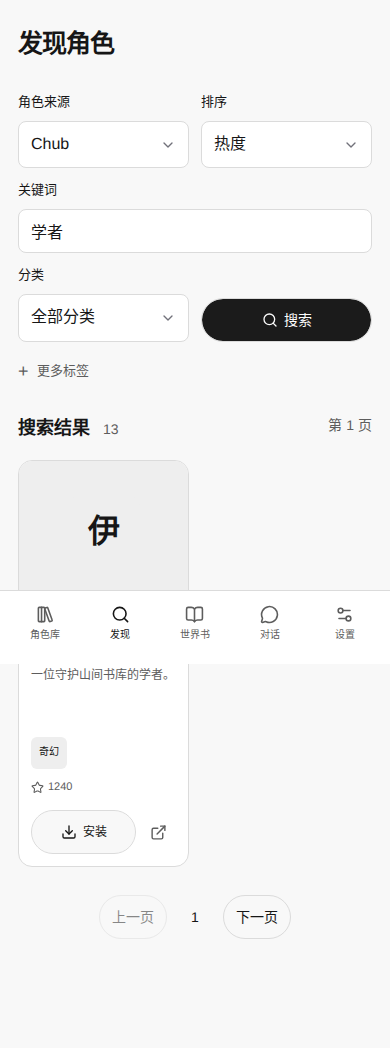 发现角色
角色来源
排序
Chub
热度
关键词
学者
分类
全部分类
搜索
+ 更多标签
搜索结果 13
第 1 页
伊
角色库
发现
世界书
对话
设置
一位守护山间书库的学者。
奇幻
1240
安装
上一页
1
下一页